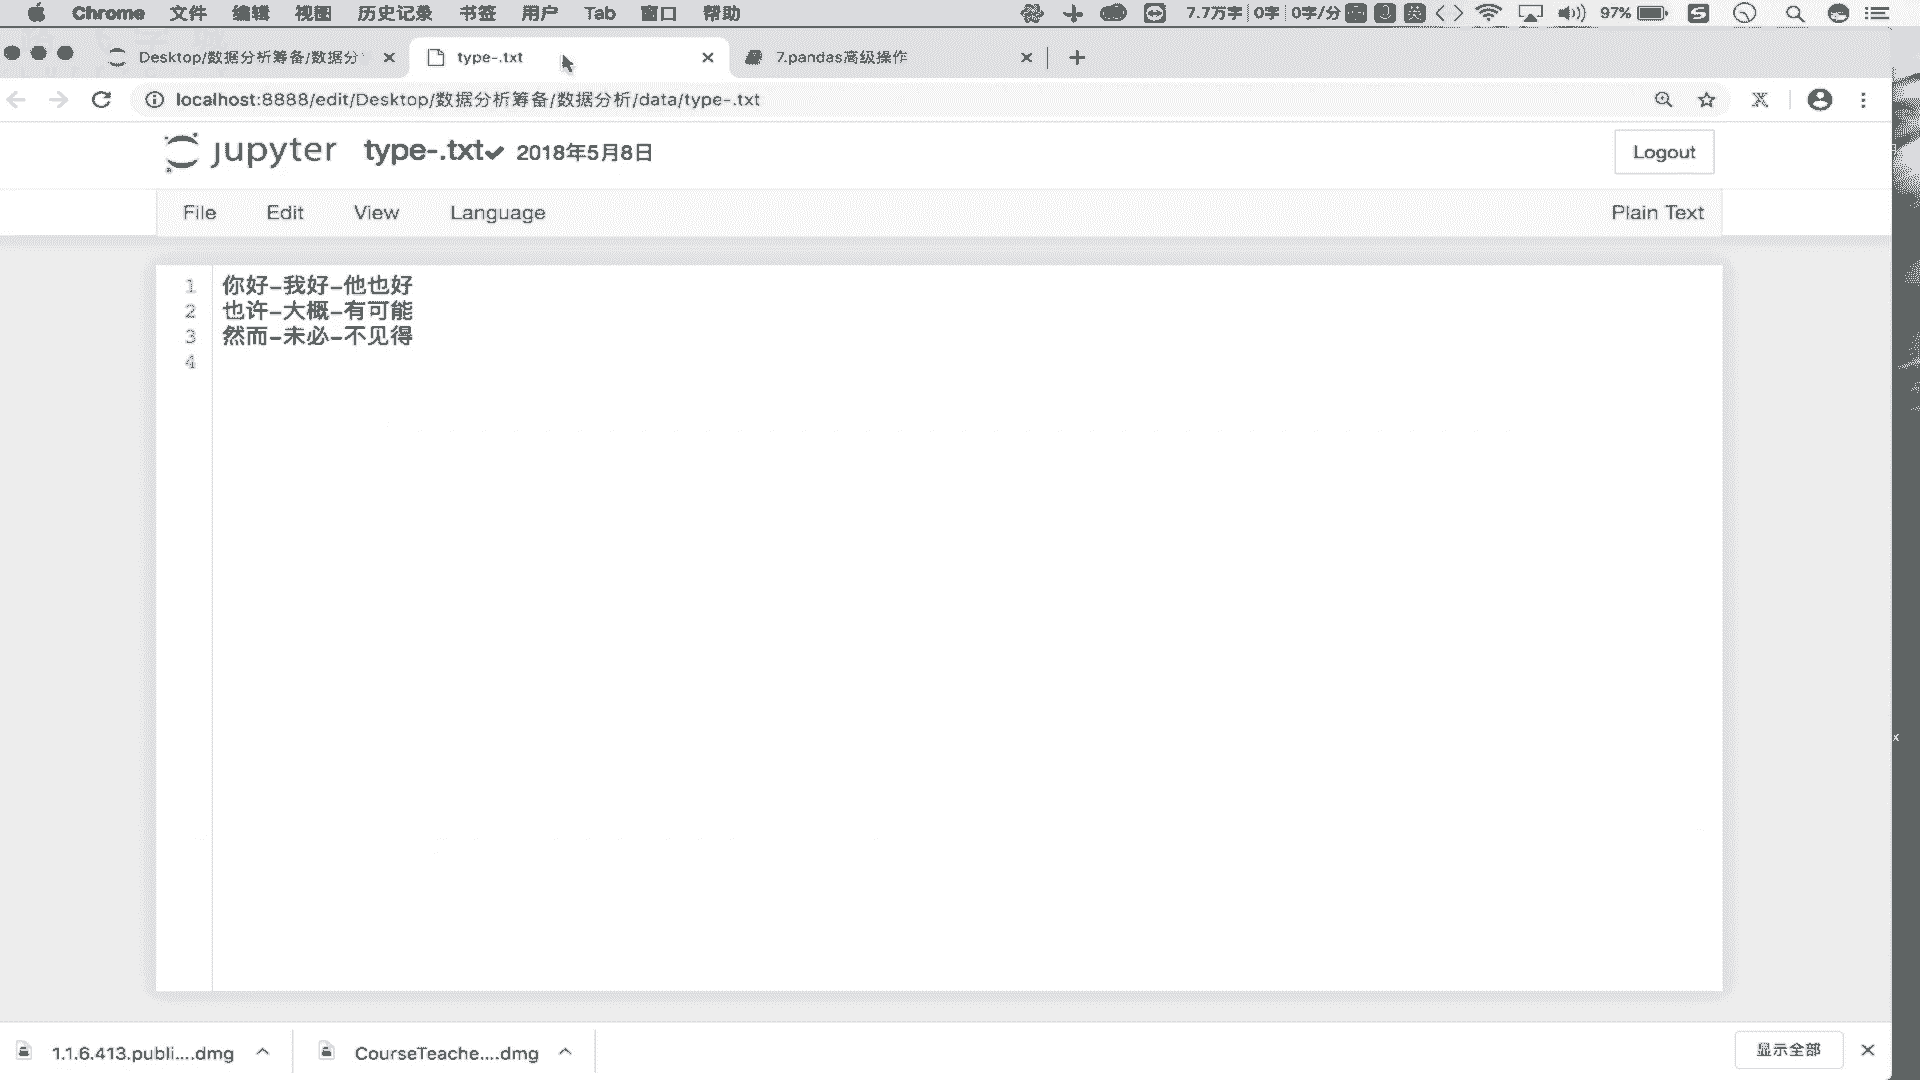 Chrome 文件 编辑 视图 历史记录 书签 用户 Tab 窗口 帮助 7.7万字 0字 0字/分 英 97%
Desktop/数据分析筹备/数据分 type-.txt 7.pandas高级操作
localhost:8888/edit/Desktop/数据分析筹备/数据分析/data/type-.txt
jupyter type-.txt 2018年5月8日 Logout
File Edit View Language Plain Text
1 你好-我好-他也好
2 也许-大概-有可能
3 然而-未必-不见得
4
1.1.6.413.publi....dmg CourseTeache....dmg 显示全部